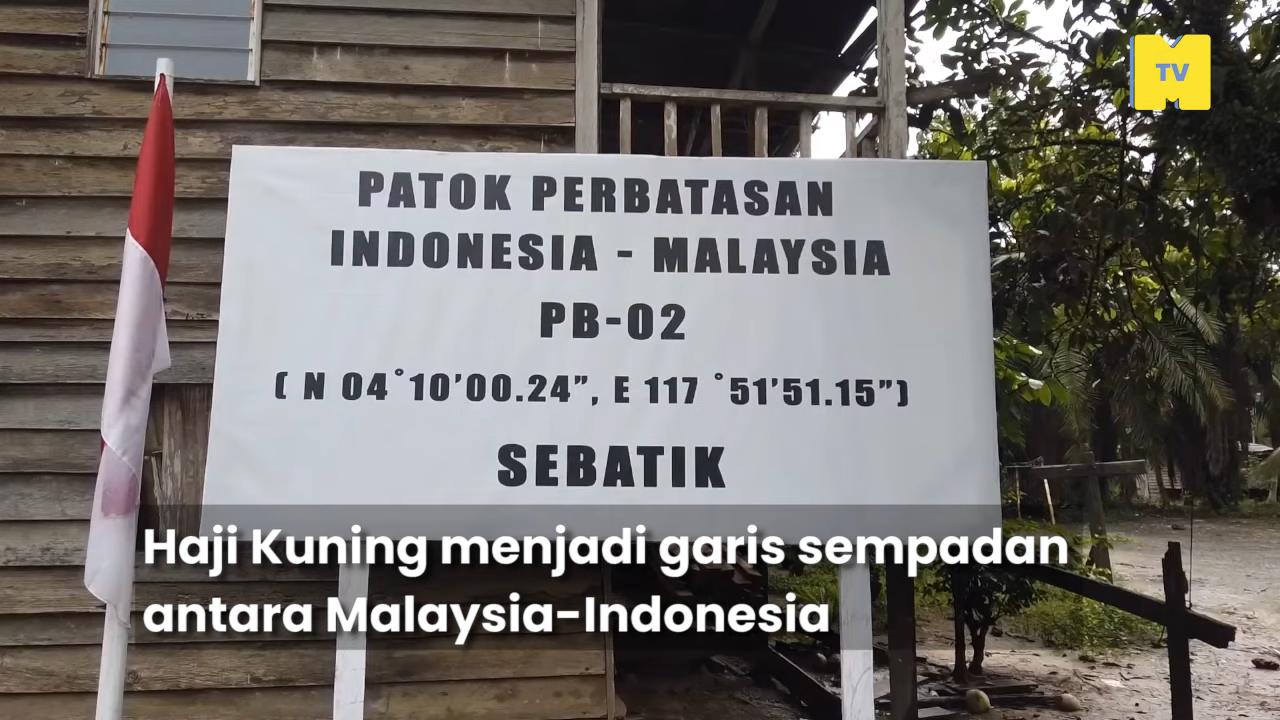 TV
PATOK PERBATASAN
INDONESIA - MALAYSIA
PB-02
( N 04°10'00.24”, E 117 °51'51.15”)
SEBATIK
Haji Kuning menjadi garis sempadan
antara Malaysia-Indonesia